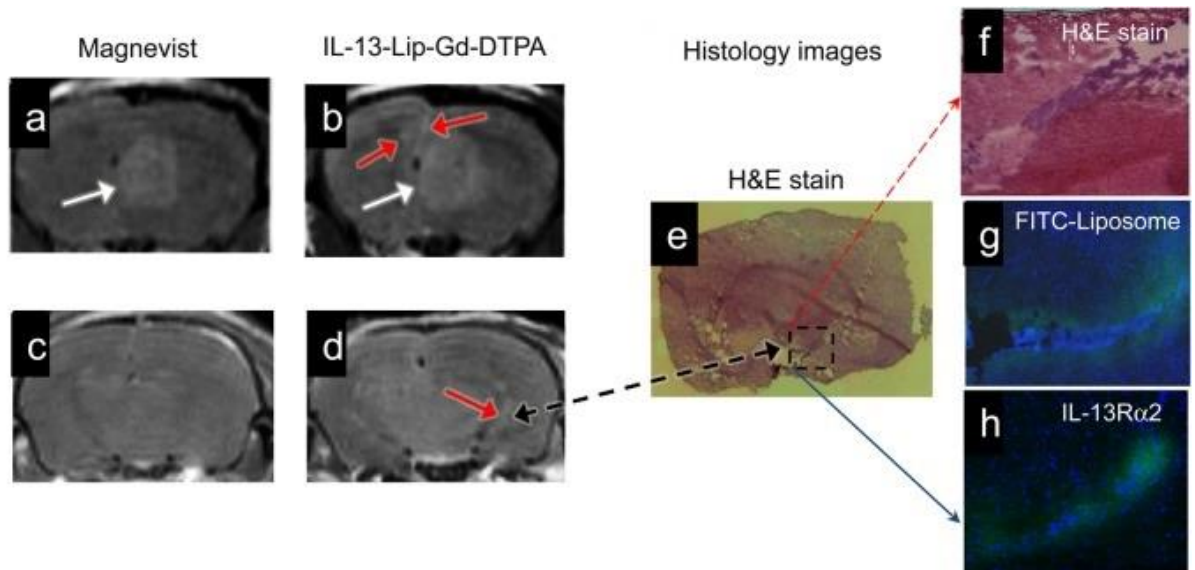 Magnevist
IL-13-Lip-Gd-DTPA
Histology images
a
b
c
d
H&E stain
e
f
H&E stain
g
FITC-Liposome
h
IL-13Rα2